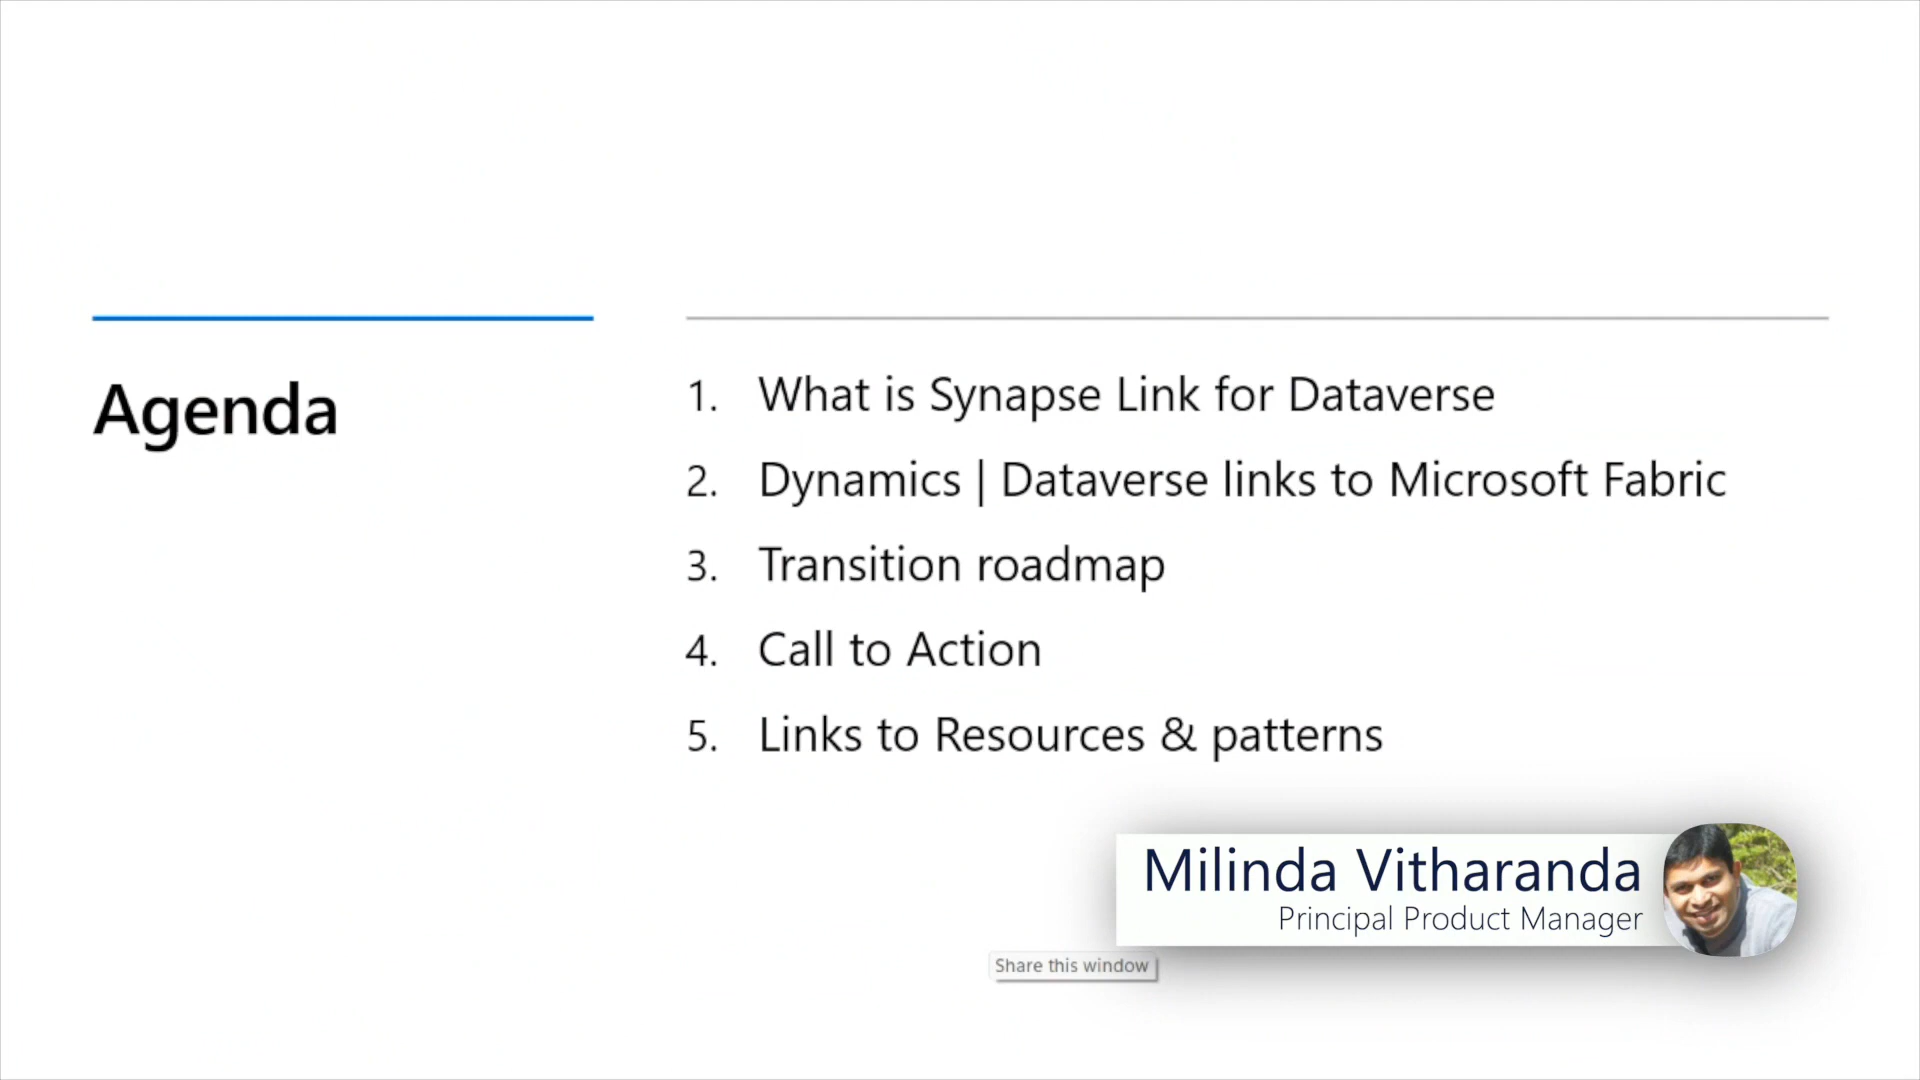 Agenda
1. What is Synapse Link for Dataverse
2. Dynamics | Dataverse links to Microsoft Fabric
3. Transition roadmap
4. Call to Action
5. Links to Resources & patterns
Milinda Vitharanda
Principal Product Manager
Share this window